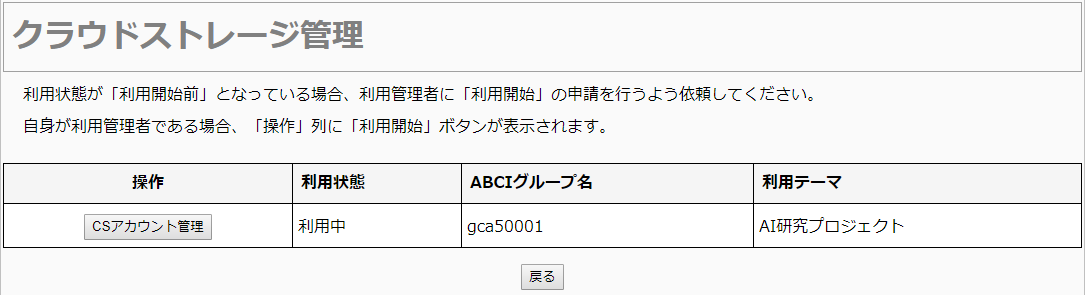 クラウドストレージ管理
利用状態が「利用開始前」となっている場合、利用管理者に「利用開始」の申請を行うよう依頼してください。
自身が利用管理者である場合、「操作」列に「利用開始」ボタンが表示されます。
操作 利用状態 ABCIグループ名 利用テーマ
CSアカウント管理 利用中 gca50001 AI研究プロジェクト
戻る